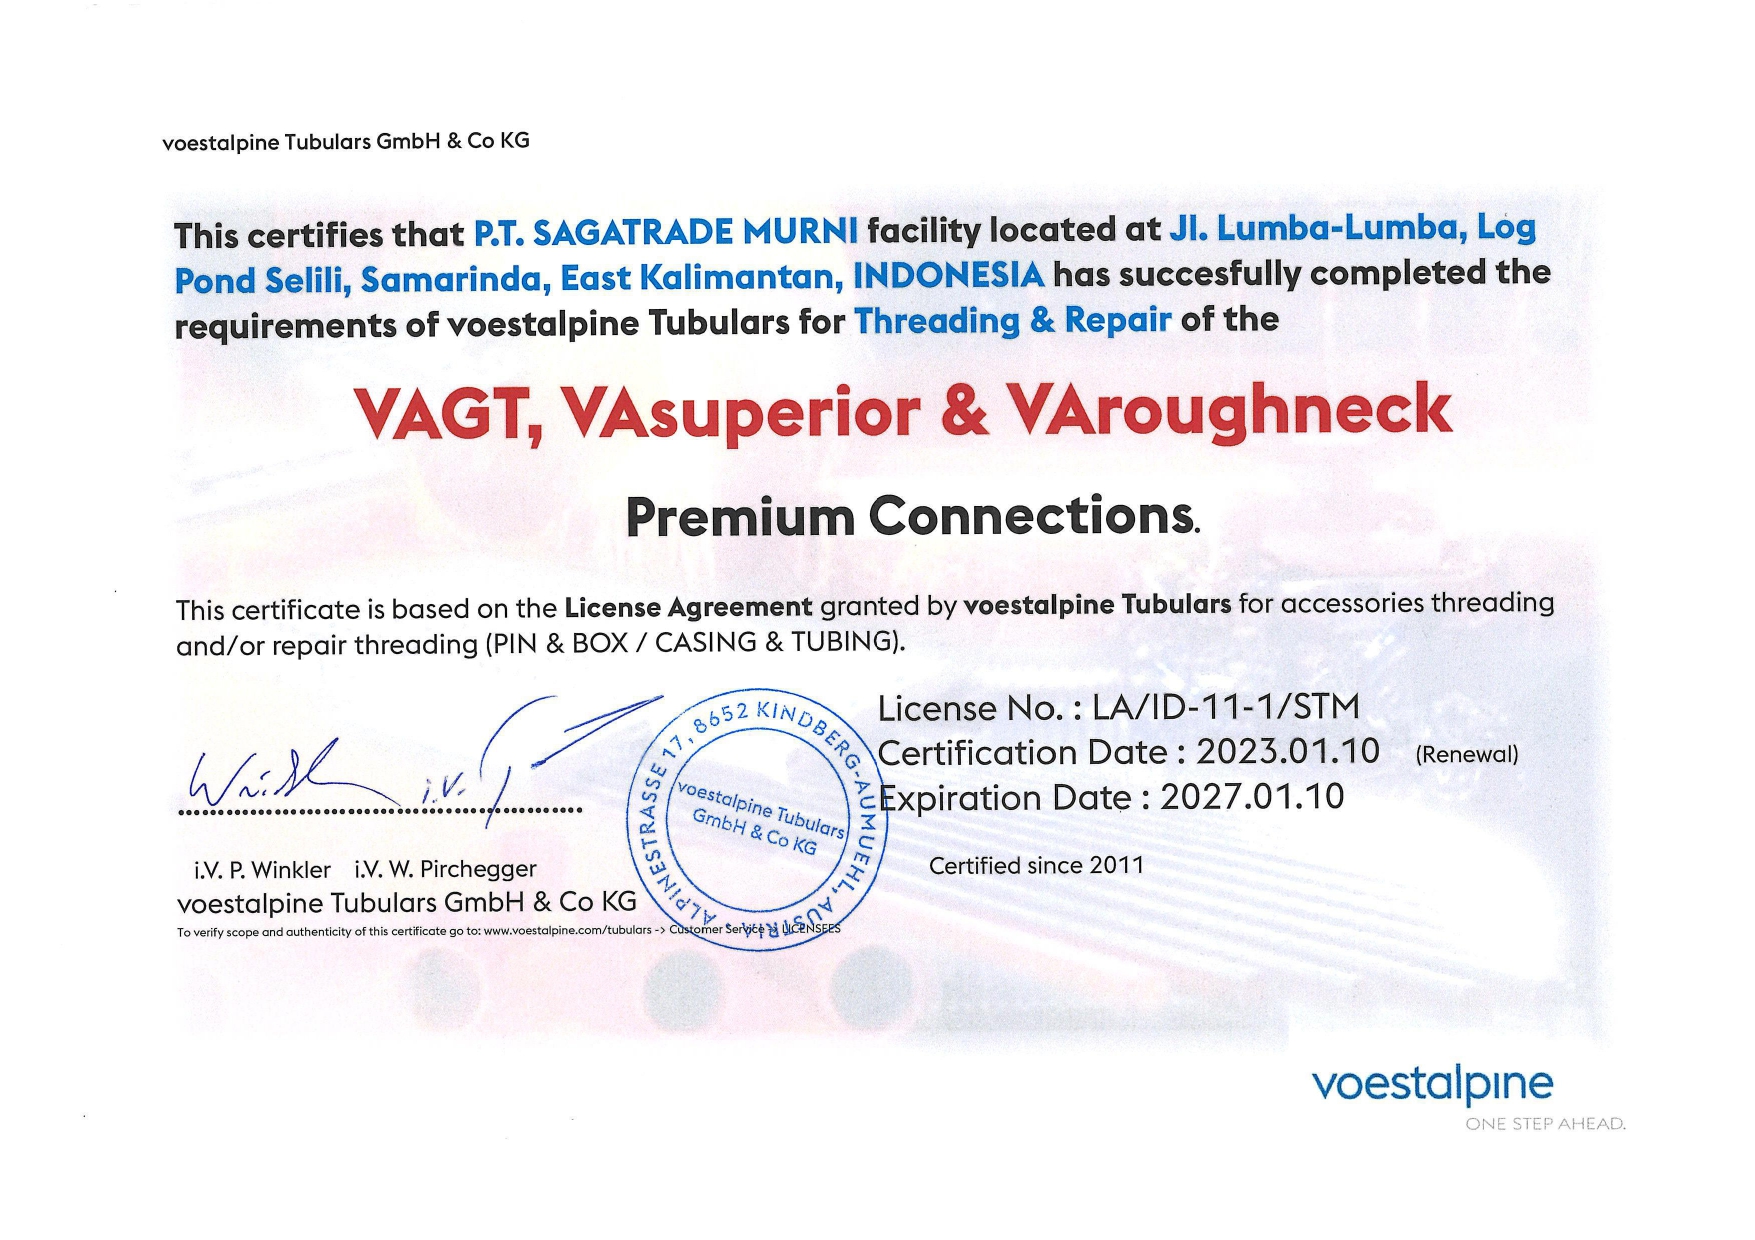 voestalpine Tubulars GmbH & Co KG
This certifies that P.T. SAGATRADE MURNI facility located at Jl. Lumba-Lumba, Log
Pond Selili, Samarinda, East Kalimantan, INDONESIA has succesfully completed the
requirements of voestalpine Tubulars for Threading & Repair of the
VAGT, VAsuperior & VAroughneck
Premium Connections.
This certificate is based on the License Agreement granted by voestalpine Tubulars for accessories threading
and/or repair threading (PIN & BOX / CASING & TUBING).
License No. : LA/ID-11-1/STM
Certification Date : 2023.01.10 (Renewal)
Expiration Date : 2027.01.10
Certified since 2011
i.V.
ALPINESTRASSE 17, 8652 KINDBERG-AUMUEHL, AUSTRIA
voestalpine Tubulars
GmbH & Co KG
i.V. P. Winkler i.V. W. Pirchegger
voestalpine Tubulars GmbH & Co KG
To verify scope and authenticity of this certificate go to: www.voestalpine.com/tubulars -> Customer Service -> LICENSEES
voestalpine
ONE STEP AHEAD.